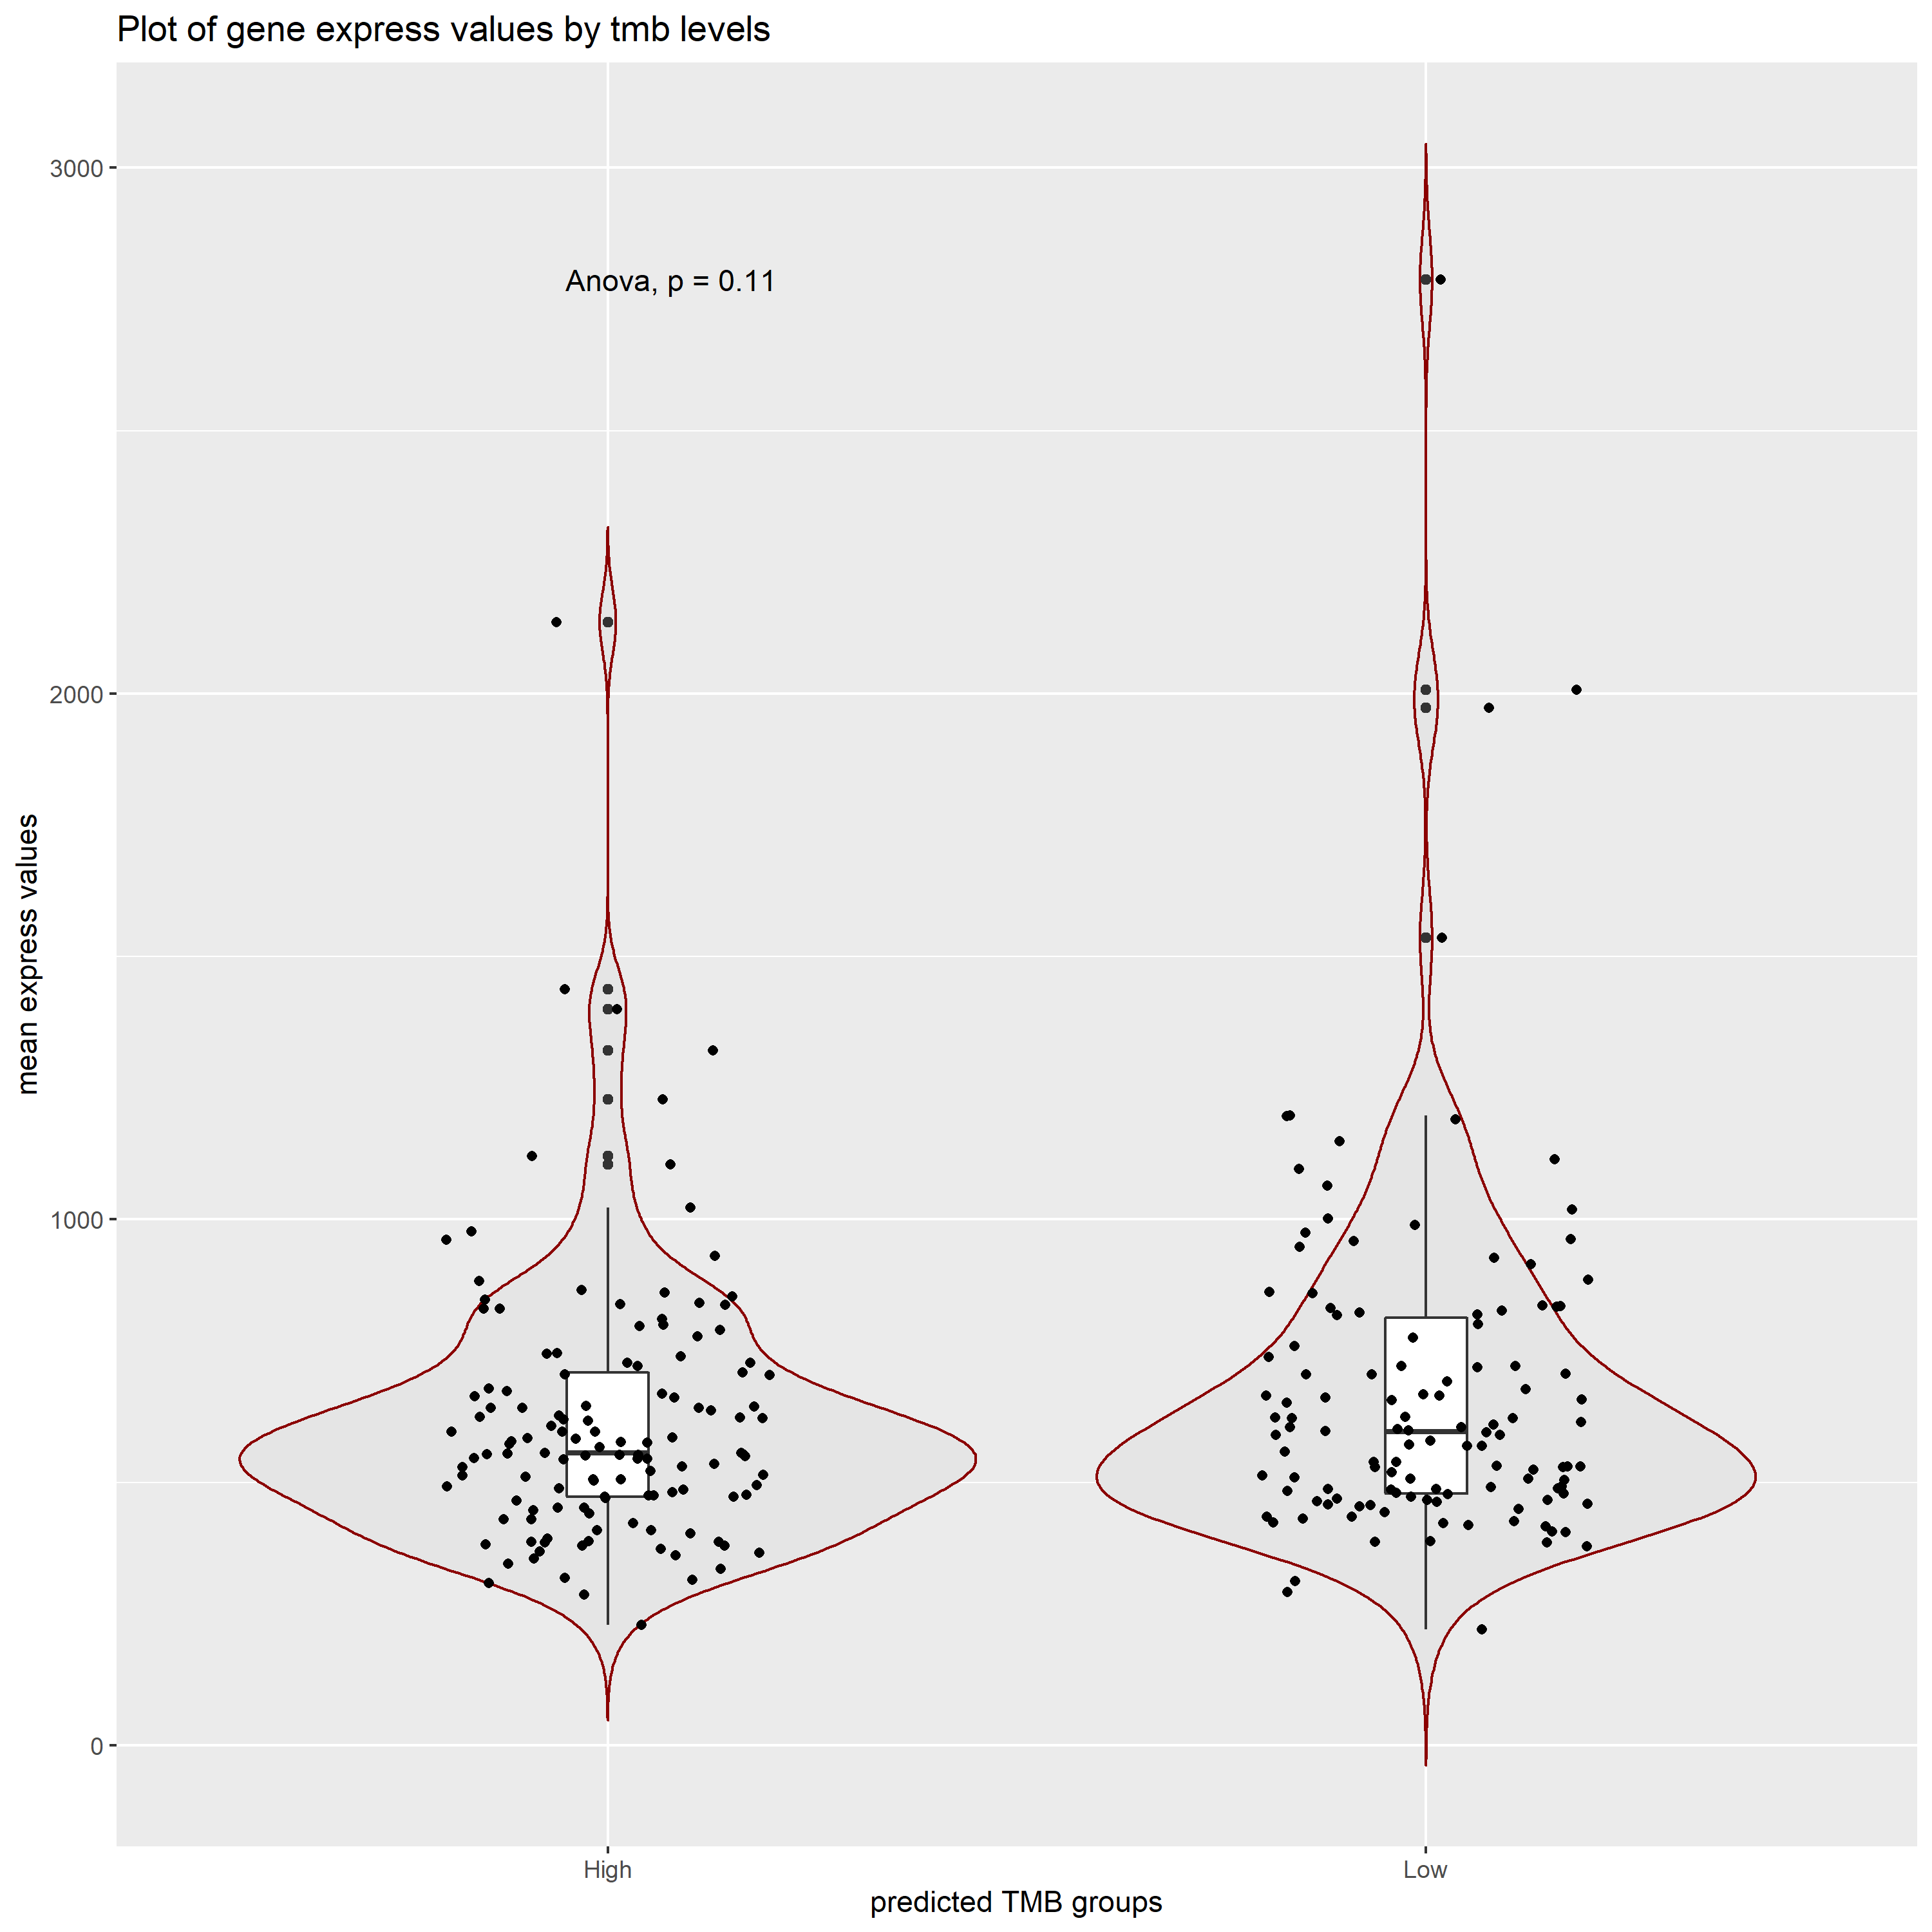 Plot of gene express values by tmb levels
3000
Anova, p = 0.11
2000
mean express values
1000
0
High
Low
predicted TMB groups